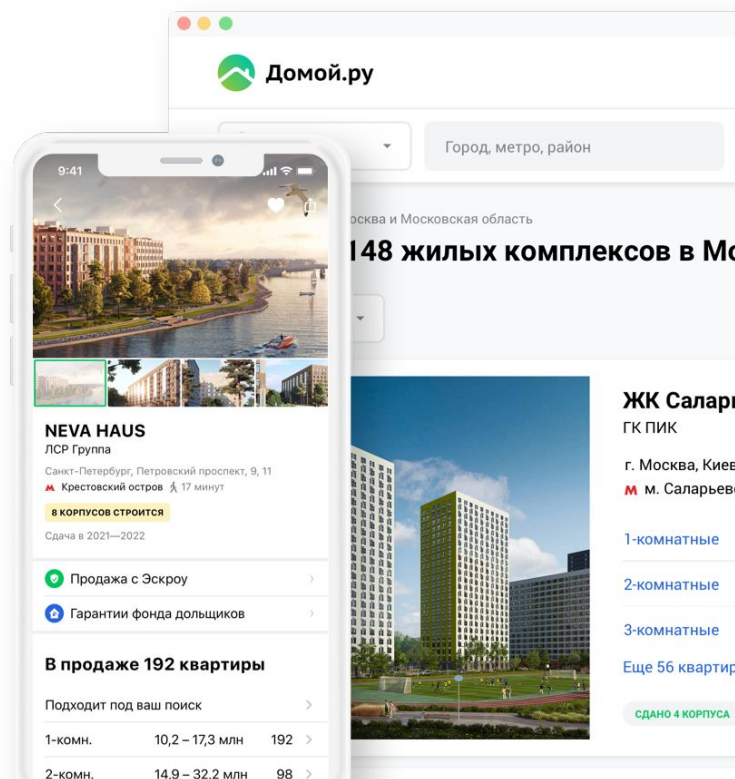 Домой.ру
Город, метро, район
Москва и Московская область
148 жилых комплексов в Мо
ЖК Салары
ГК ПИК
г. Москва, Киев
м. Саларьево
1-комнатные
2-комнатные
3-комнатные
Еще 56 квартир
СДАНО 4 КОРПУСА
9:41
NEVA HAUS
ЛСР Группа
Санкт-Петербург, Петровский проспект, 9, 11
Крестовский остров 17 минут
8 КОРПУСОВ СТРОИТСЯ
Сдача в 2021—2022
Продажа с Эскроу
Гарантии фонда дольщиков
В продаже 192 квартиры
Подходит под ваш поиск
1-комн. 10,2 – 17,3 млн 192
2-комн. 14,9 – 32,2 млн 98